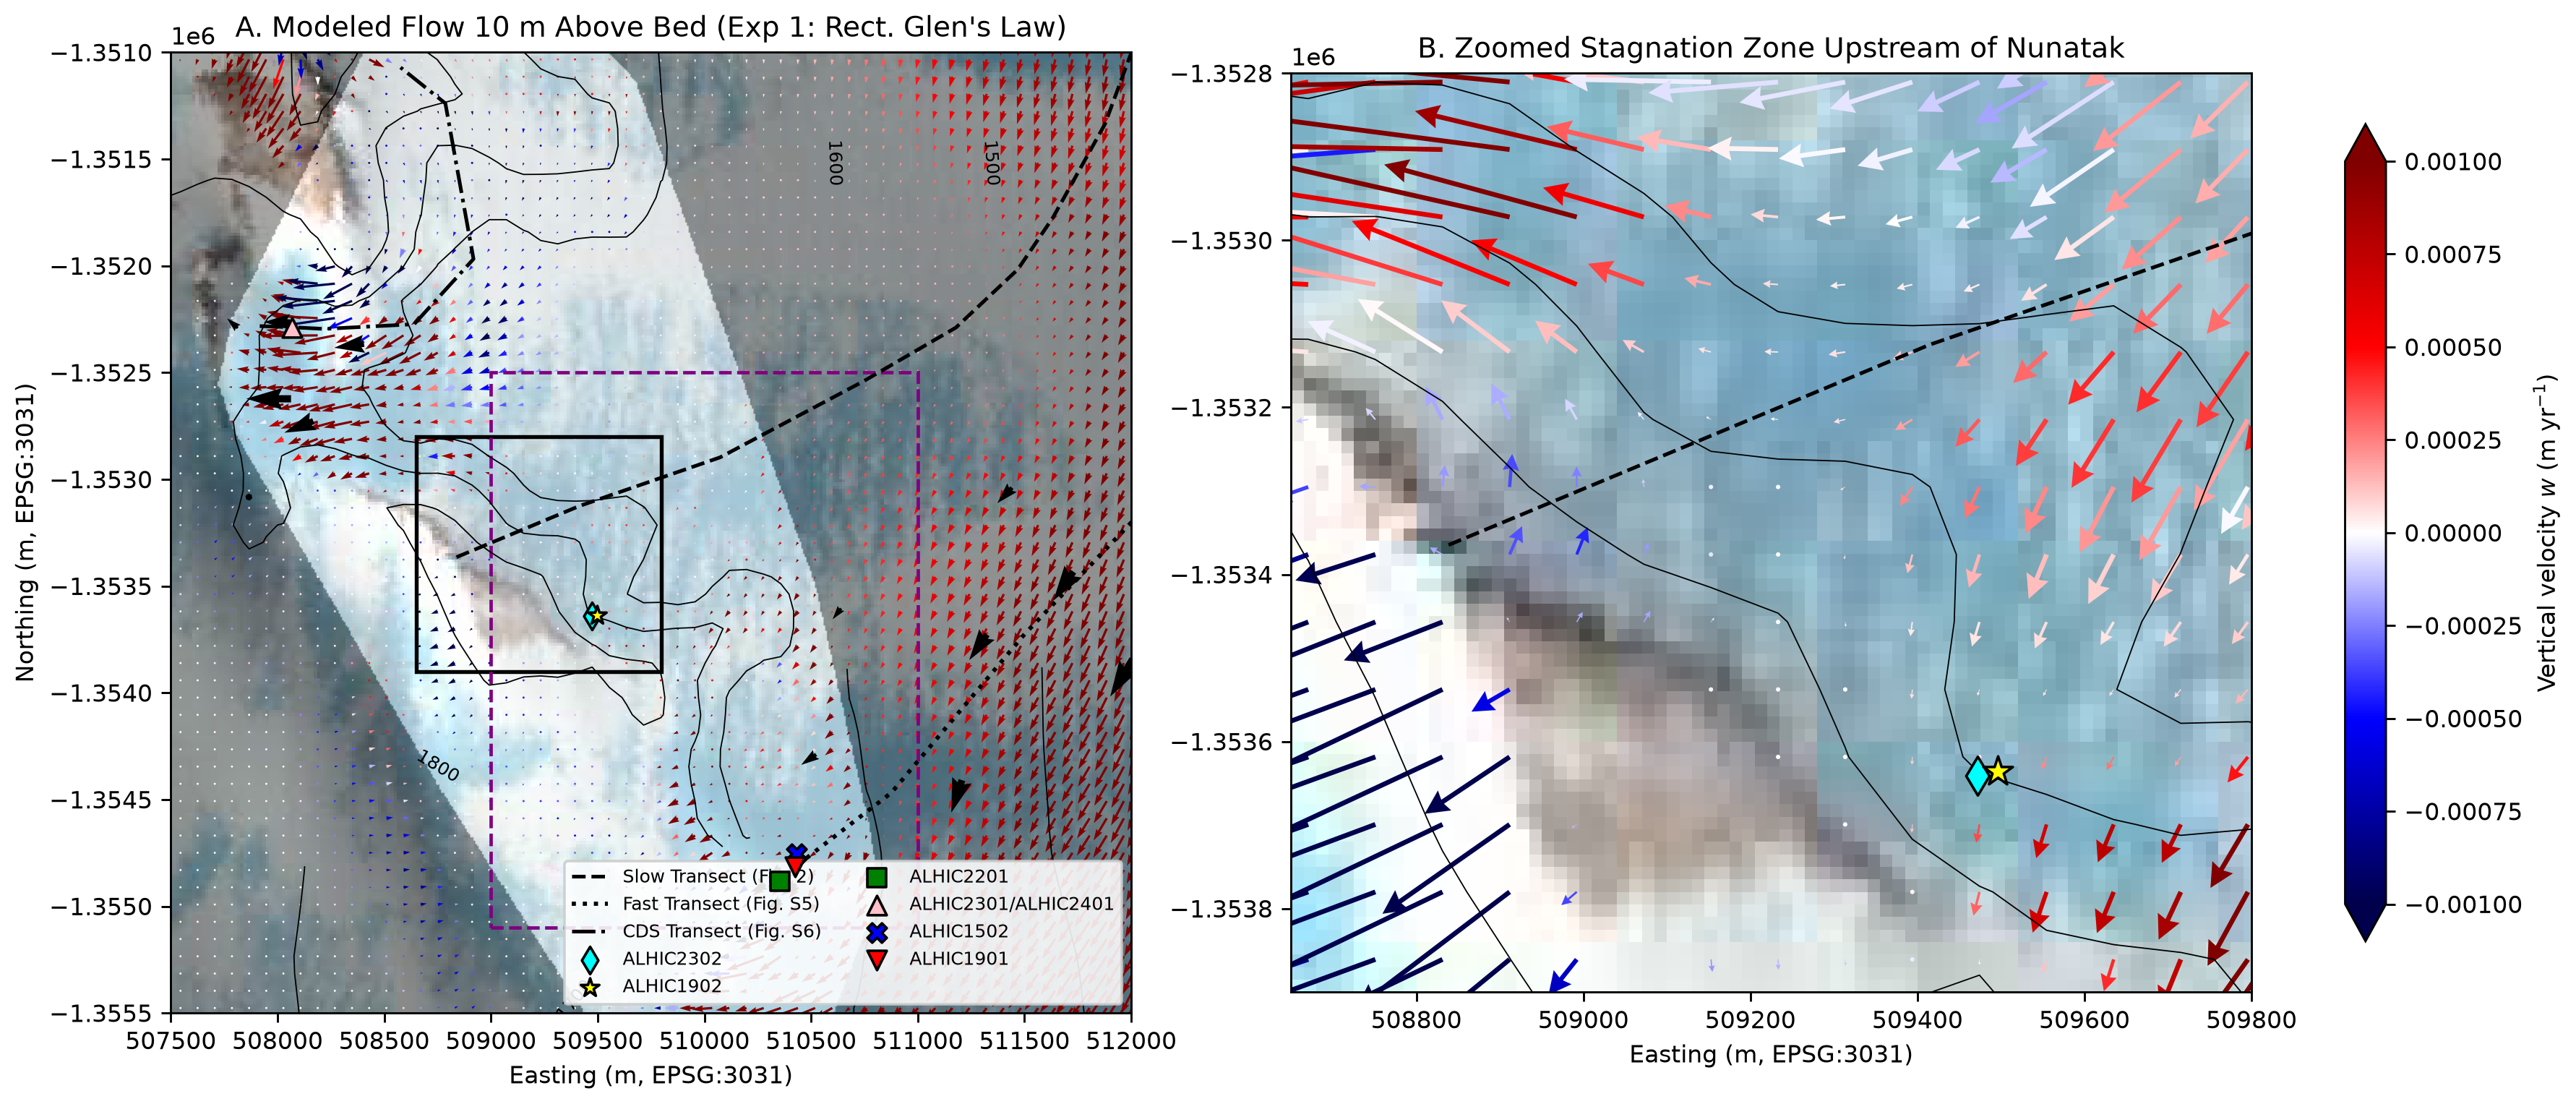 A. Modeled Flow 10 m Above Bed (Exp 1: Rect. Glen's Law)
1e6
−1.3510
−1.3515
−1.3520
−1.3525
−1.3530
−1.3535
−1.3540
−1.3545
−1.3550
−1.3555
Northing (m, EPSG:3031)
1600
1500
1800
Slow Transect (Fig. 2)
Fast Transect (Fig. S5)
CDS Transect (Fig. S6)
ALHIC2302
ALHIC1902
ALHIC2201
ALHIC2301/ALHIC2401
ALHIC1502
ALHIC1901
507500 508000 508500 509000 509500 510000 510500 511000 511500 512000
Easting (m, EPSG:3031)
B. Zoomed Stagnation Zone Upstream of Nunatak
1e6
−1.3528
−1.3530
−1.3532
−1.3534
−1.3536
−1.3538
508800 509000 509200 509400 509600 509800
Easting (m, EPSG:3031)
0.00100
0.00075
0.00050
0.00025
0.00000
−0.00025
−0.00050
−0.00075
−0.00100
Vertical velocity w (m yr⁻¹)